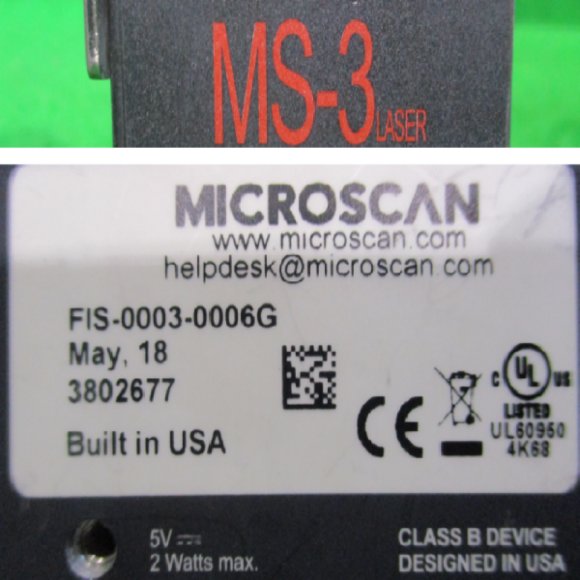 MS-3 LASER
MICROSCAN
www.microscan.com
helpdesk@microscan.com
FIS-0003-0006G
May, 18
3802677
Built in USA
CE
C UL US
LISTED
UL60950
4K68
5V
2 Watts max.
CLASS B DEVICE
DESIGNED IN USA